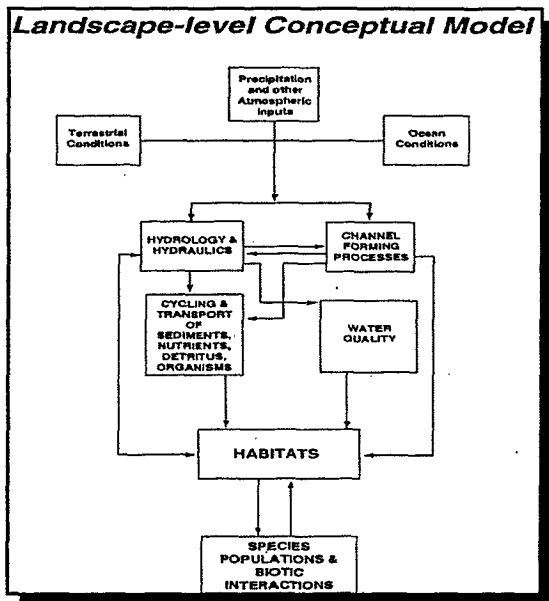 Landscape-level Conceptual Model
Precipitation
and other
Atmospheric
Inputs
Terrestrial
Conditions
Ocean
Conditions
HYDROLOGY &
HYDRAULICS
CHANNEL
FORMING
PROCESSES
CYCLING &
TRANSPORT
OF
SEDIMENTS,
NUTRIENTS,
DETRITUS,
ORGANISMS
WATER
QUALITY
HABITATS
SPECIES
POPULATIONS &
BIOTIC
INTERACTIONS